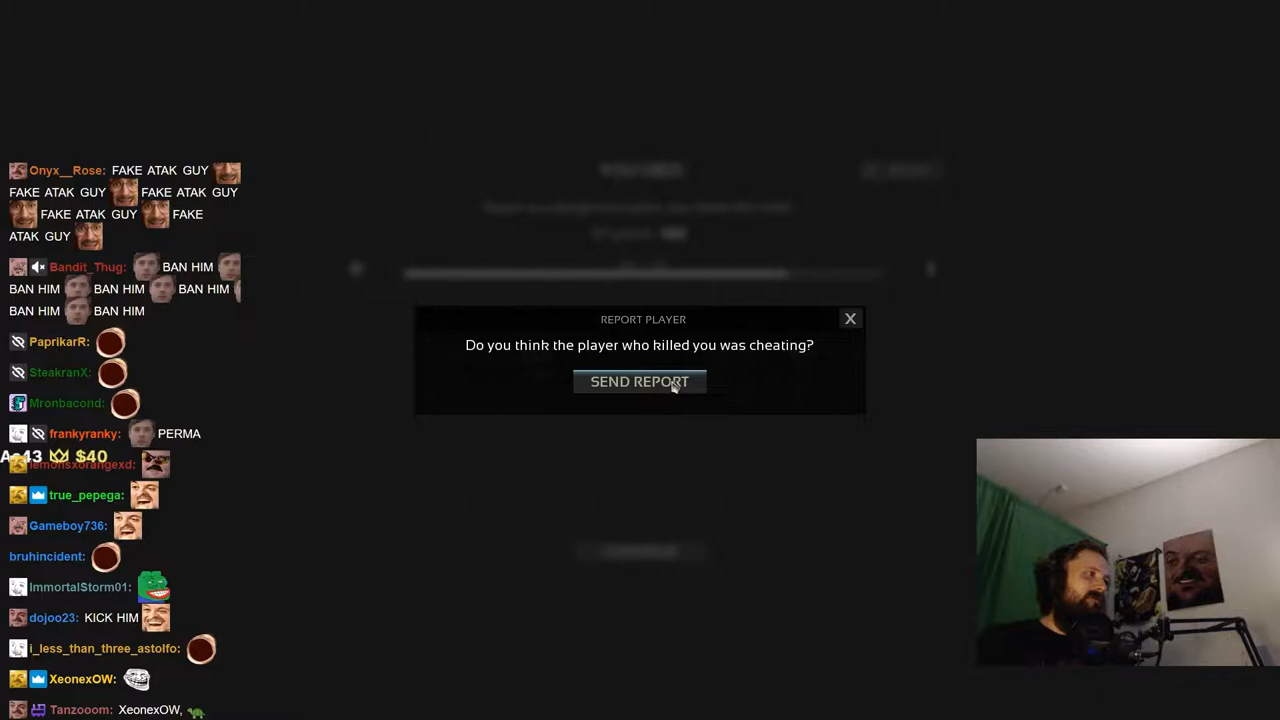 Onyx__Rose: FAKE ATAK GUY
FAKE ATAK GUY FAKE ATAK GUY
FAKE ATAK GUY FAKE
ATAK GUY
Bandit_Thug: BAN HIM
BAN HIM BAN HIM BAN HIM
BAN HIM BAN HIM
PaprikarR:
SteakranX:
Mronbacond:
frankyranky: PERMA
43 $40
lemonsxorangexd:
true_pepega:
Gameboy736:
bruhincident:
ImmortalStorm01:
dojoo23: KICK HIM
i_less_than_three_astolfo:
XeonexOW:
Tanzooom: XeonexOW,
REPORT PLAYER
X
Do you think the player who killed you was cheating?
SEND REPORT